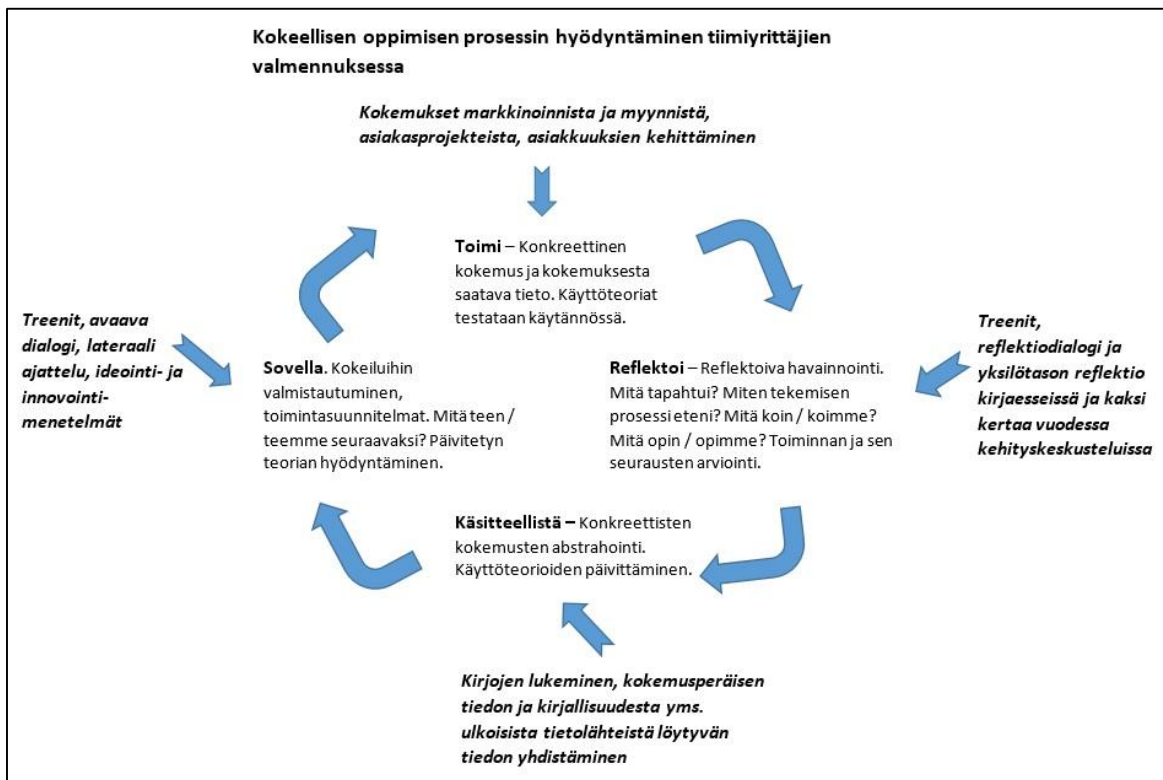 Kokeellisen oppimisen prosessin hyödyntäminen tiimiyrittäjien
valmennuksessa
Kokemukset markkinoinnista ja myynnistä,
asiakasprojekteista, asiakkuuksien kehittäminen
Toimi – Konkreettinen
kokemus ja kokemuksesta
saatava tieto. Käyttöteoriat
testataan käytännössä.
Treenit, avaava
dialogi, lateraali
ajattelu, ideointi- ja
innovointi-
menetelmät
Sovella. Kokeiluihin
valmistautuminen,
toimintasuunnitelmat. Mitä teen /
teemme seuraavaksi? Päivitetyn
teorian hyödyntäminen.
Reflektoi – Reflektoiva havainnointi.
Mitä tapahtui? Miten tekemisen
prosessi eteni? Mitä koin / koimme?
Mitä opin / opimme? Toiminnan ja sen
seurausten arviointi.
Treenit,
reflektiodialogi ja
yksilötason reflektio
kirjaesseissä ja kaksi
kertaa vuodessa
kehityskeskusteluissa
Käsitteellistä – Konkreettisten
kokemusten abstrahointi.
Käyttöteorioiden päivittäminen.
Kirjojen lukeminen, kokemusperäisen
tiedon ja kirjallisuudesta yms.
ulkoisista tietolähteistä löytyvän
tiedon yhdistäminen